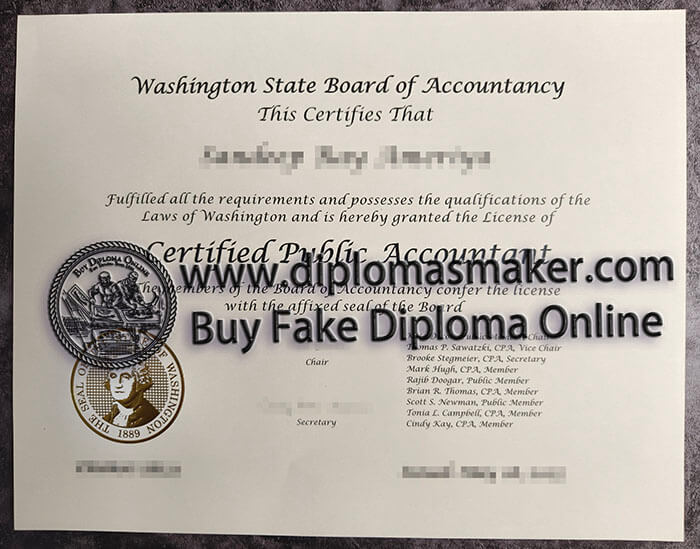 Washington State Board of Accountancy
This Certifies That
Fulfilled all the requirements and possesses the qualifications of the
Laws of Washington and is hereby granted the License of
Certified Public Accountant
The members of the Board of Accountancy confer the license
with the affixed seal of the Board
www.diplomasmaker.com
Buy Fake Diploma Online
Buy Diploma Online
Chair
Thomas P. Sawatzki, CPA, Vice Chair
Brooke Stegmeier, CPA, Secretary
Mark Hugh, CPA, Member
Rajib Doogar, Public Member
Brian R. Thomas, CPA, Member
Scott S. Newman, Public Member
Tonia L. Campbell, CPA, Member
Cindy Kay, CPA, Member
Secretary
THE SEAL OF WASHINGTON
1889